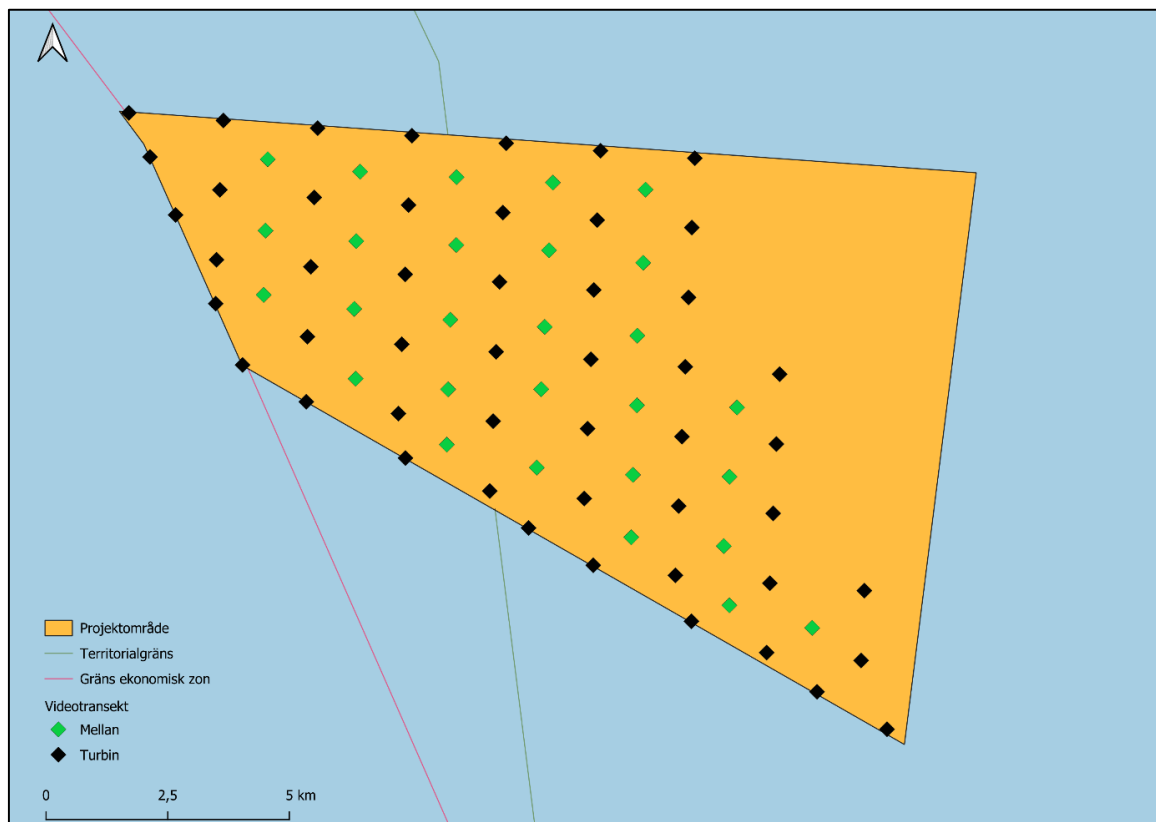 Projektområde
Territorialgräns
Gräns ekonomisk zon
Videotransekt
Mellan
Turbin
0 2,5 5 km